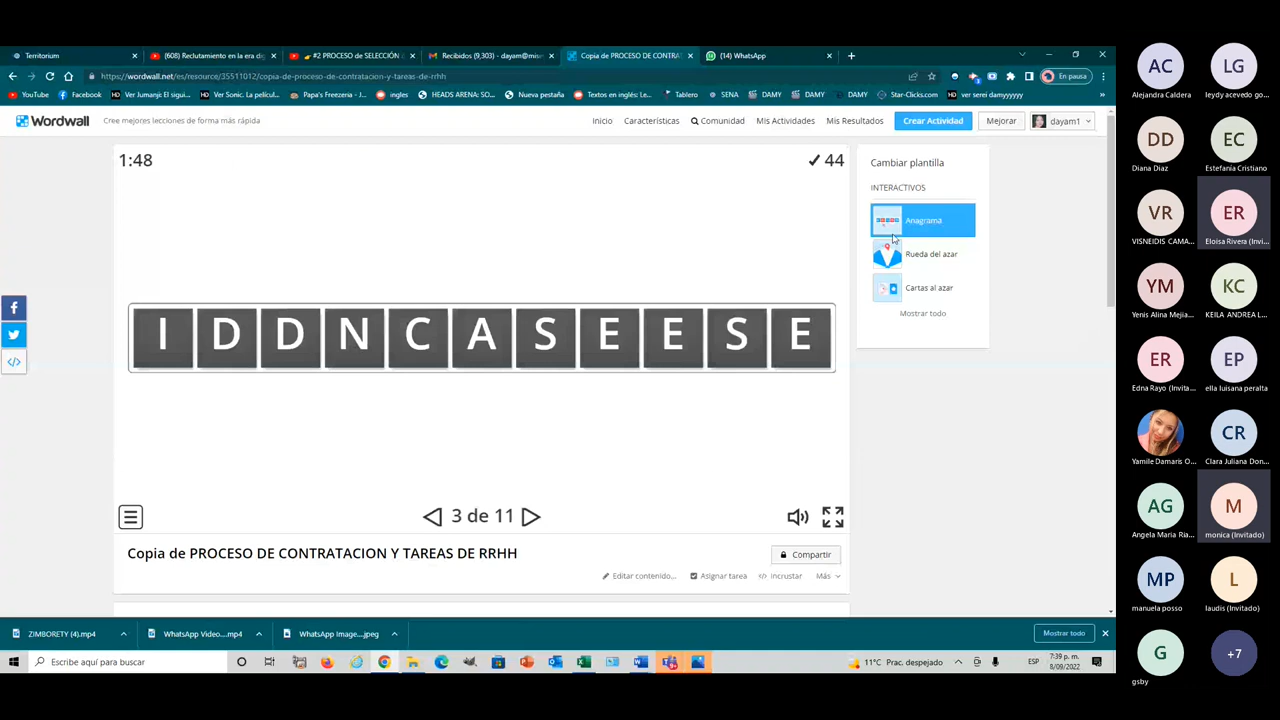 Territorium
(608) Reclutamiento en la era dig
#2 PROCESO de SELECCIÓN
Recibidos (9,303) - dayam@mise
Copia de PROCESO DE CONTRAT
(14) WhatsApp
https://wordwall.net/es/resource/35511012/copia-de-proceso-de-contratacion-y-tareas-de-rrhh
En pausa
YouTube
Facebook
Ver Jumanji: El sigui...
Ver Sonic. La pelícu...
Papa's Freezeria - J...
ingles
HEADS ARENA: SO...
Nueva pestaña
Textos en inglés: Le...
Tablero
SENA
DAMY
DAMY
Star-Clicks.com
ver serei damyyyyyy
Wordwall
Cree mejores lecciones de forma más rápida
Inicio
Características
Comunidad
Mis Actividades
Mis Resultados
Crear Actividad
Mejorar
dayam1
1:48
44
I D D N C A S E E S E
3 de 11
Copia de PROCESO DE CONTRATACION Y TAREAS DE RRHH
Compartir
Editar contenido...
Asignar tarea
Incrustar
Más
Cambiar plantilla
INTERACTIVOS
Anagrama
Rueda del azar
Cartas al azar
Mostrar todo
ZIMBORETY (4).mp4
WhatsApp Video....mp4
WhatsApp Image....jpeg
Mostrar todo
Escribe aquí para buscar
11°C Prac. despejado
ESP
7:39 p. m.
8/09/2022
AC
Alejandra Caldera
LG
leydy acevedo go...
DD
Diana Diaz
EC
Estefanía Cristiano
VR
VISNEIDIS CAMA...
ER
Eloisa Rivera (Invi...
YM
Yenis Alina Mejia...
KC
KEILA ANDREA L...
ER
Edna Rayo (Invita...
EP
ella luisana peralta
Yamile Damaris O...
CR
Clara Juliana Don...
AG
Angela Maria Ria...
M
monica (Invitado)
MP
manuela posso
L
laudis (Invitado)
G
gsby
+7